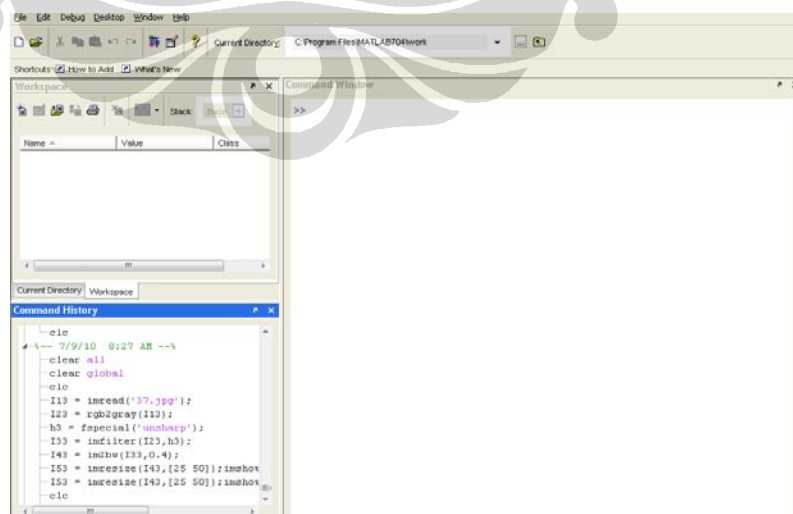 File Edit Debug Desktop Window Help
Current Directory: C:\Program Files\MATLAB704\work
Shortcuts How to Add What's New
Workspace
Stack: Base
Name Value Class
Current Directory Workspace
Command History
clc
%-- 7/9/10 8:27 AM --%
clear all
clear global
clc
I13 = imread('37.jpg');
I23 = rgb2gray(I13);
h3 = fspecial('unsharp');
I33 = imfilter(I23,h3);
I43 = im2bw(I33,0.4);
I53 = imresize(I43,[25 50]);imshow
I53 = imresize(I43,[25 50]);imshow
clc
Command Window
>>